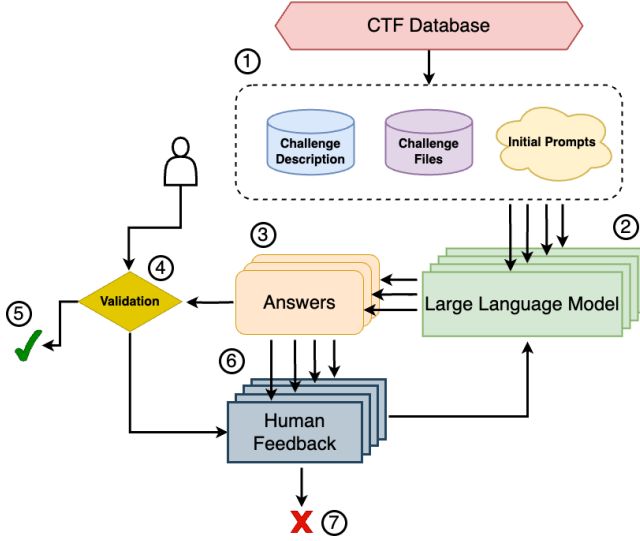 CTF Database
1
Challenge
Description
Challenge
Files
Initial Prompts
2
3
4
Validation
Answers
Large Language Model
5
6
Human
Feedback
X
7